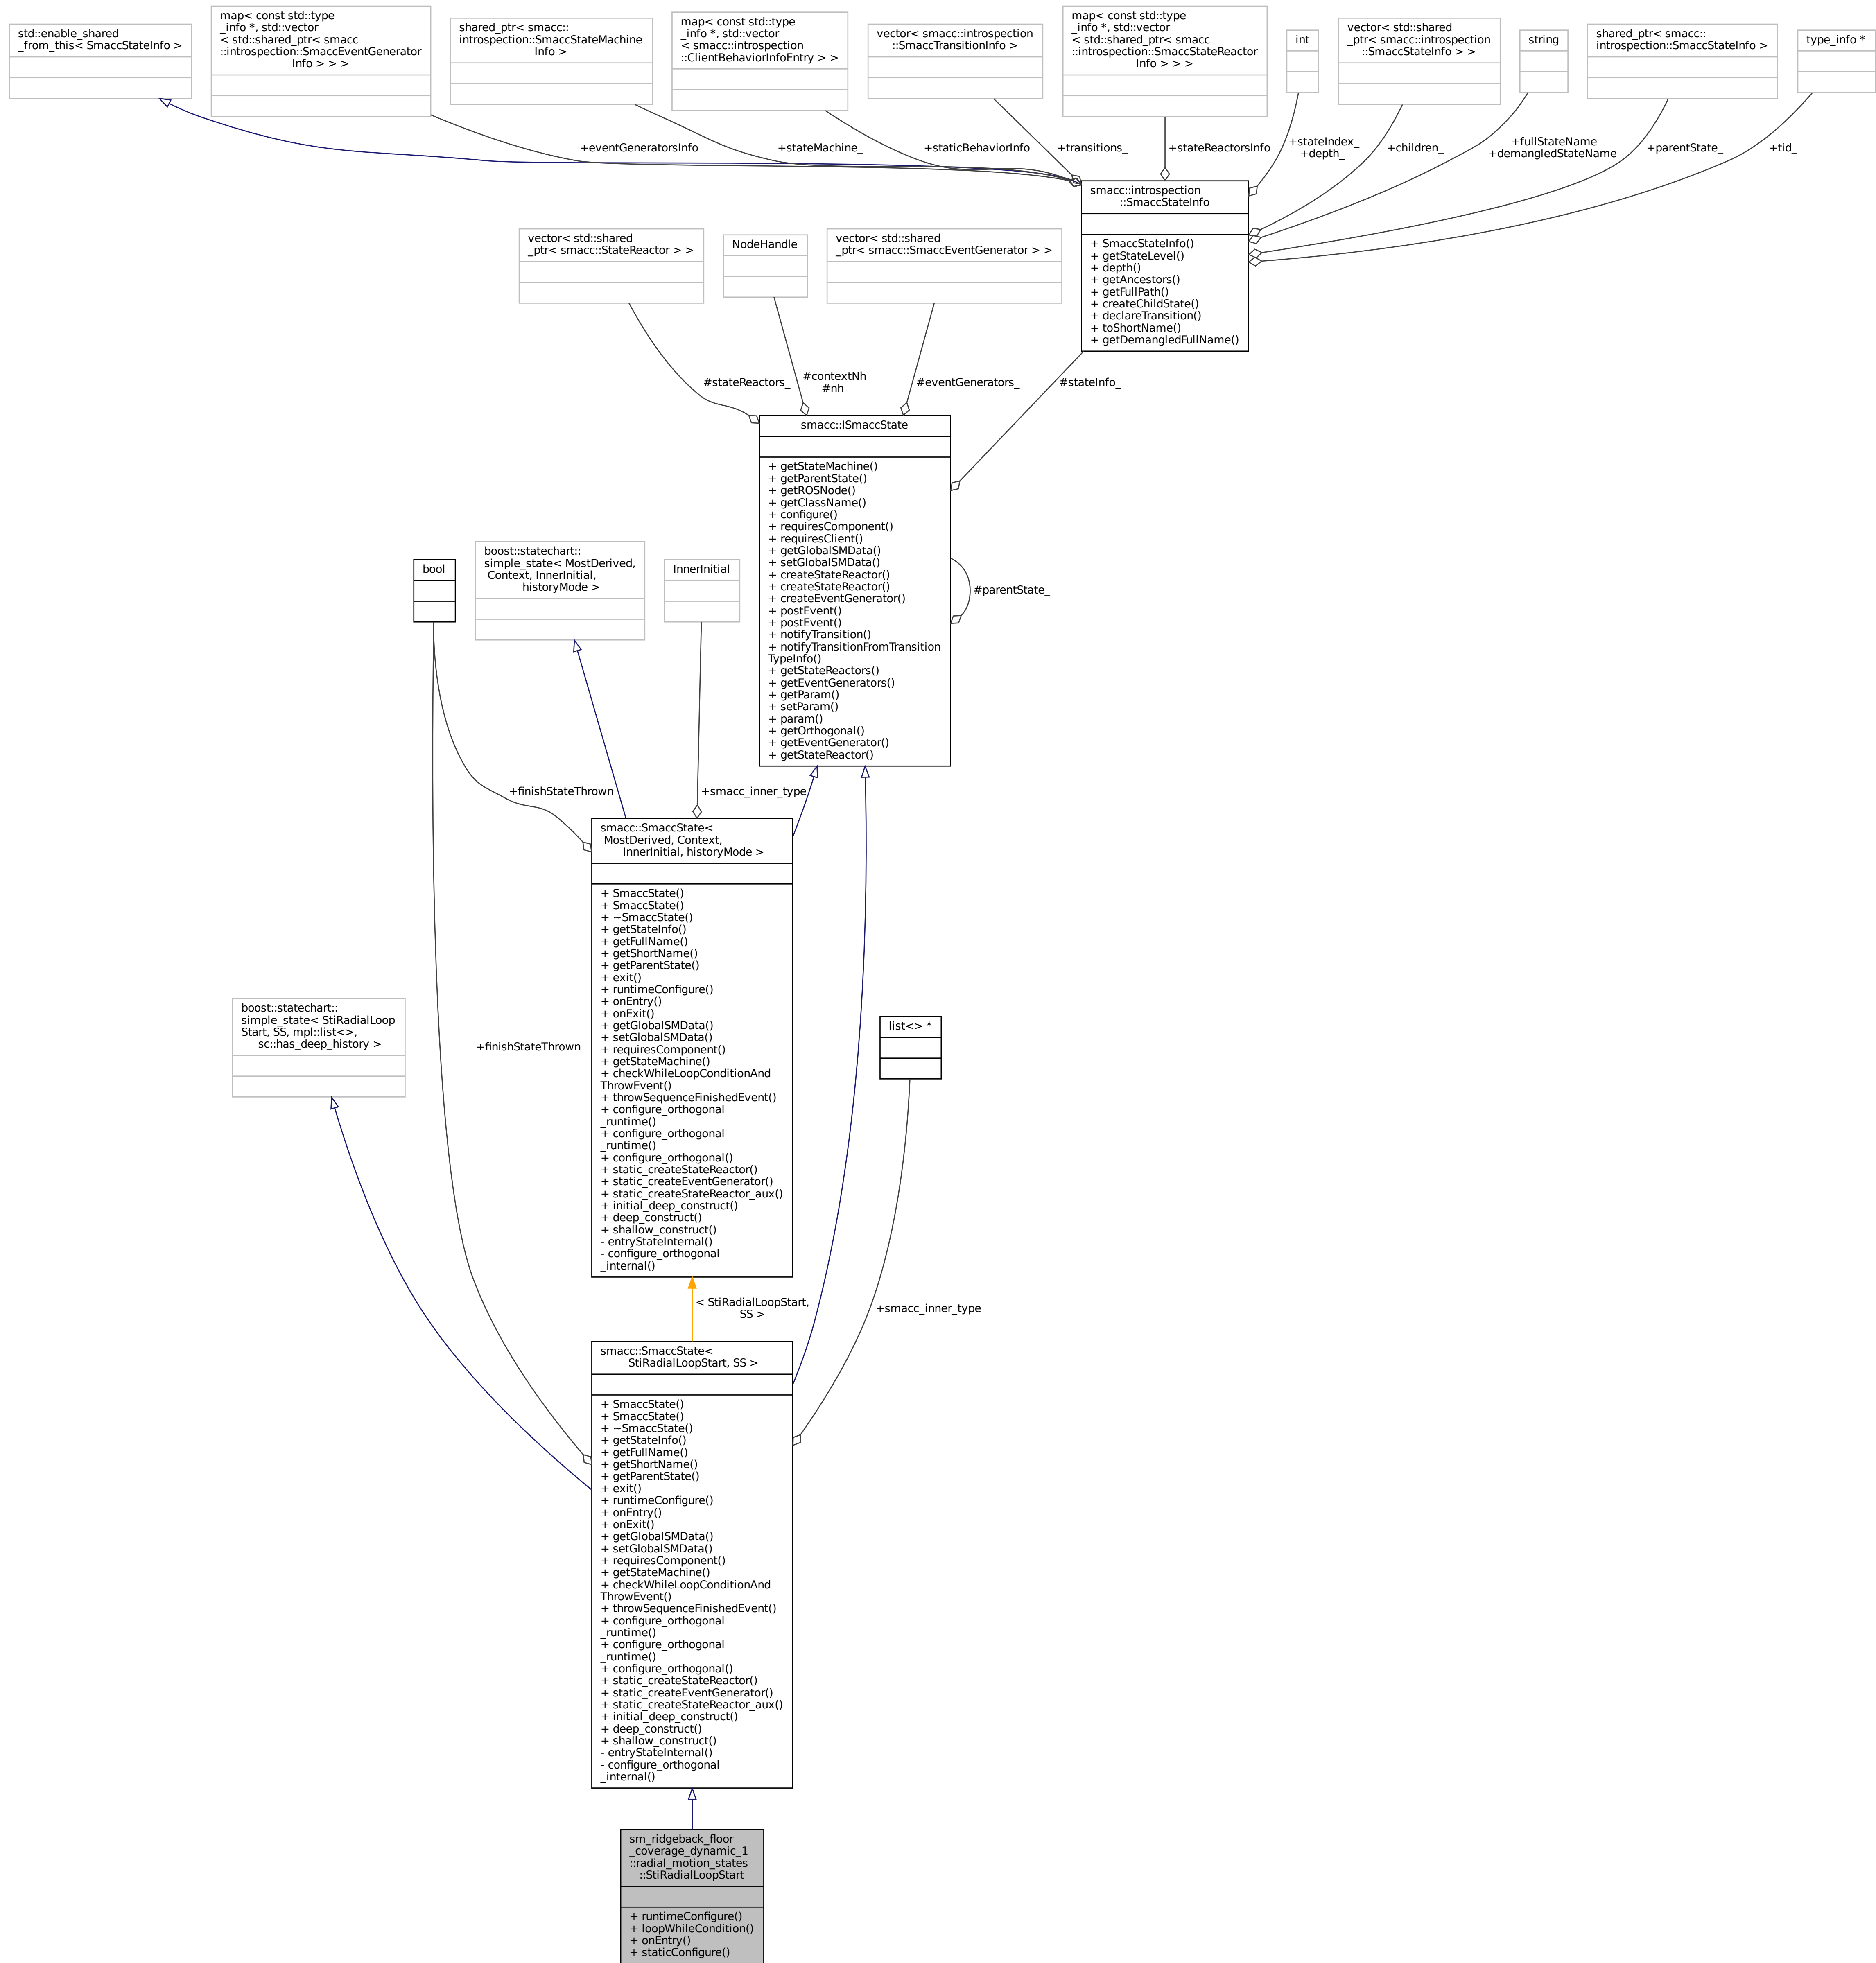 std::enable_shared
_from_this< SmaccStateInfo >
map< const std::type
_info *, std::vector
< std::shared_ptr< smacc
::introspection::SmaccEventGenerator
Info > > >
shared_ptr< smacc::
introspection::SmaccStateMachine
Info >
map< const std::type
_info *, std::vector
< smacc::introspection
::ClientBehaviorInfoEntry > >
vector< smacc::introspection
::SmaccTransitionInfo >
map< const std::type
_info *, std::vector
< std::shared_ptr< smacc
::introspection::SmaccStateReactor
Info > > >
int
vector< std::shared
_ptr< smacc::introspection
::SmaccStateInfo > >
string
shared_ptr< smacc::
introspection::SmaccStateInfo >
type_info *
+eventGeneratorsInfo
+stateMachine_
+staticBehaviorInfo
+transitions_
+stateReactorsInfo
+stateIndex_
+depth_
+children_
+fullStateName
+demangledStateName
+parentState_
+tid_
smacc::introspection
::SmaccStateInfo
+ SmaccStateInfo()
+ getStateLevel()
+ depth()
+ getAncestors()
+ getFullPath()
+ createChildState()
+ declareTransition()
+ toShortName()
+ getDemangledFullName()
vector< std::shared
_ptr< smacc::StateReactor > >
NodeHandle
vector< std::shared
_ptr< smacc::SmaccEventGenerator > >
#stateReactors_
#contextNh
#nh
#eventGenerators_
#stateInfo_
smacc::ISmaccState
+ getStateMachine()
+ getParentState()
+ getROSNode()
+ getClassName()
+ configure()
+ requiresComponent()
+ requiresClient()
+ getGlobalSMData()
+ setGlobalSMData()
+ createStateReactor()
+ createStateReactor()
+ createEventGenerator()
+ postEvent()
+ postEvent()
+ notifyTransition()
+ notifyTransitionFromTransition
TypeInfo()
+ getStateReactors()
+ getEventGenerators()
+ getParam()
+ setParam()
+ param()
+ getOrthogonal()
+ getEventGenerator()
+ getStateReactor()
#parentState_
bool
boost::statechart::
simple_state< MostDerived,
Context, InnerInitial,
historyMode >
InnerInitial
+finishStateThrown
+smacc_inner_type
smacc::SmaccState<
MostDerived, Context,
InnerInitial, historyMode >
+ SmaccState()
+ SmaccState()
+ ~SmaccState()
+ getStateInfo()
+ getFullName()
+ getShortName()
+ getParentState()
+ exit()
+ runtimeConfigure()
+ onEntry()
+ onExit()
+ getGlobalSMData()
+ setGlobalSMData()
+ requiresComponent()
+ getStateMachine()
+ checkWhileLoopConditionAnd
ThrowEvent()
+ throwSequenceFinishedEvent()
+ configure_orthogonal
_runtime()
+ configure_orthogonal
_runtime()
+ configure_orthogonal()
+ static_createStateReactor()
+ static_createEventGenerator()
+ static_createStateReactor_aux()
+ initial_deep_construct()
+ deep_construct()
+ shallow_construct()
- entryStateInternal()
- configure_orthogonal
_internal()
boost::statechart::
simple_state< StiRadialLoop
Start, SS, mpl::list<>,
sc::has_deep_history >
+finishStateThrown
list<> *
< StiRadialLoopStart,
SS >
+smacc_inner_type
smacc::SmaccState<
StiRadialLoopStart, SS >
+ SmaccState()
+ SmaccState()
+ ~SmaccState()
+ getStateInfo()
+ getFullName()
+ getShortName()
+ getParentState()
+ exit()
+ runtimeConfigure()
+ onEntry()
+ onExit()
+ getGlobalSMData()
+ setGlobalSMData()
+ requiresComponent()
+ getStateMachine()
+ checkWhileLoopConditionAnd
ThrowEvent()
+ throwSequenceFinishedEvent()
+ configure_orthogonal
_runtime()
+ configure_orthogonal
_runtime()
+ configure_orthogonal()
+ static_createStateReactor()
+ static_createEventGenerator()
+ static_createStateReactor_aux()
+ initial_deep_construct()
+ deep_construct()
+ shallow_construct()
- entryStateInternal()
- configure_orthogonal
_internal()
sm_ridgeback_floor
_coverage_dynamic_1
::radial_motion_states
::StiRadialLoopStart
+ runtimeConfigure()
+ loopWhileCondition()
+ onEntry()
+ staticConfigure()